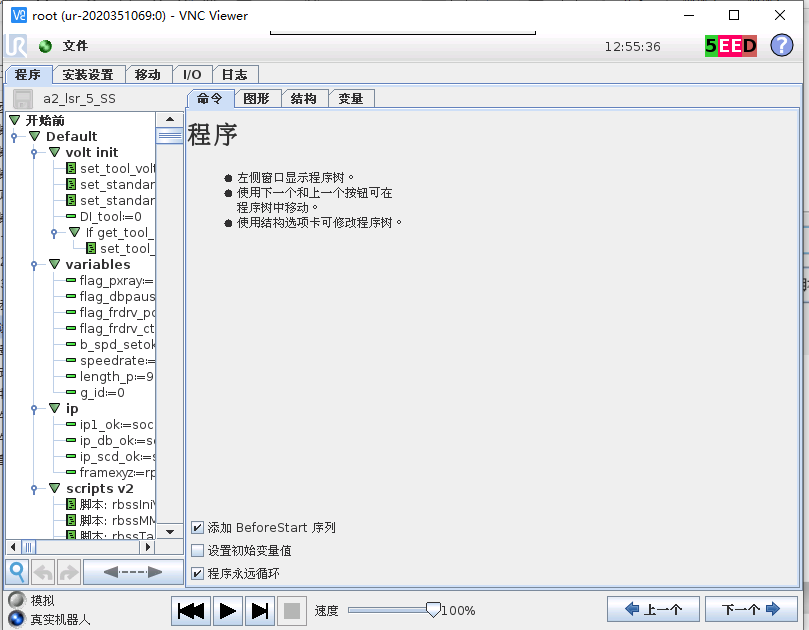 V2 root (ur-2020351069:0) - VNC Viewer
UR 文件 12:55:36 5EED ?
程序 安装设置 移动 I/O 日志
a2_lsr_5_SS
命令 图形 结构 变量
开始前
Default
volt init
set_tool_volt
set_standar
set_standar
DI_tool:=0
If get_tool_
set_tool_
variables
flag_pxray:=
flag_dbpaus
flag_frdrv_po
flag_frdrv_ct
b_spd_setok
speedrate:=
length_p:=9
g_id:=0
ip
ip1_ok:=soc
ip_db_ok:=so
ip_scd_ok:=s
framexyz:=rp
scripts v2
脚本: rbssIniV
脚本: rbssMM
脚本: rbssTa
程序
左侧窗口显示程序树。
使用下一个和上一个按钮可在
程序树中移动。
使用结构选项卡可修改程序树。
添加 BeforeStart 序列
设置初始变量值
程序永远循环
模拟
真实机器人
速度 100%
上一个 下一个